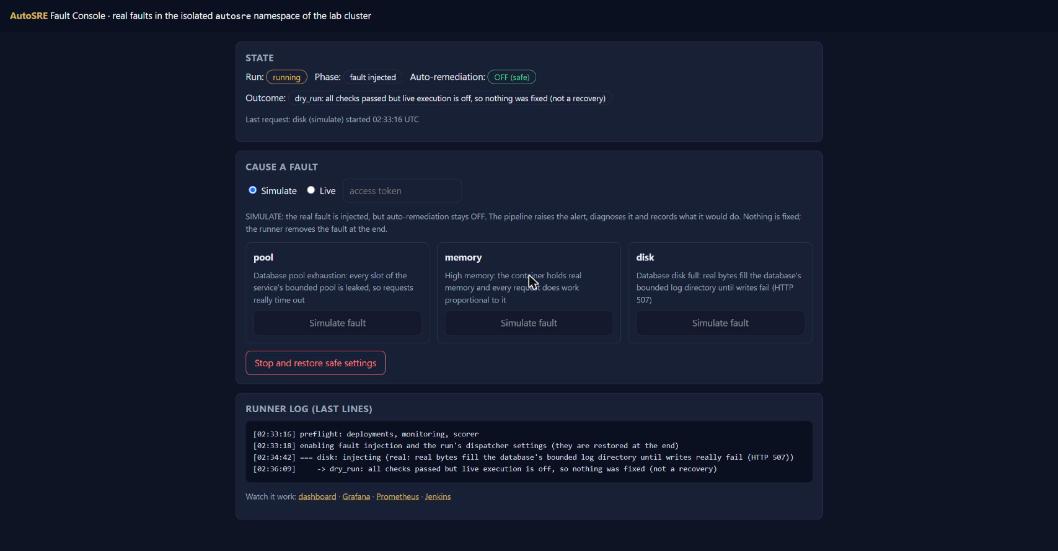 AutoSRE Fault Console · real faults in the isolated autosre namespace of the lab cluster
STATE
Run: running Phase: fault injected Auto-remediation: OFF (safe)
Outcome: dry_run: all checks passed but live execution is off, so nothing was fixed (not a recovery)
Last request: disk (simulate) started 02:33:16 UTC
CAUSE A FAULT
Simulate Live access token
SIMULATE: the real fault is injected, but auto-remediation stays OFF. The pipeline raises the alert, diagnoses it and records what it would do. Nothing is fixed;
the runner removes the fault at the end.
pool
Database pool exhaustion: every slot of the
service's bounded pool is leaked, so requests
really time out
Simulate fault
memory
High memory: the container holds real
memory and every request does work
proportional to it
Simulate fault
disk
Database disk full: real bytes fill the database's
bounded log directory until writes fail (HTTP
507)
Simulate fault
Stop and restore safe settings
RUNNER LOG (LAST LINES)
[02:33:16] preflight: deployments, monitoring, scorer
[02:33:18] enabling fault injection and the run's dispatcher settings (they are restored at the end)
[02:34:42] === disk: injecting (real: real bytes fill the database's bounded log directory until writes really fail (HTTP 507))
[02:36:09] -> dry_run: all checks passed but live execution is off, so nothing was fixed (not a recovery)
Watch it work: dashboard · Grafana · Prometheus · Jenkins